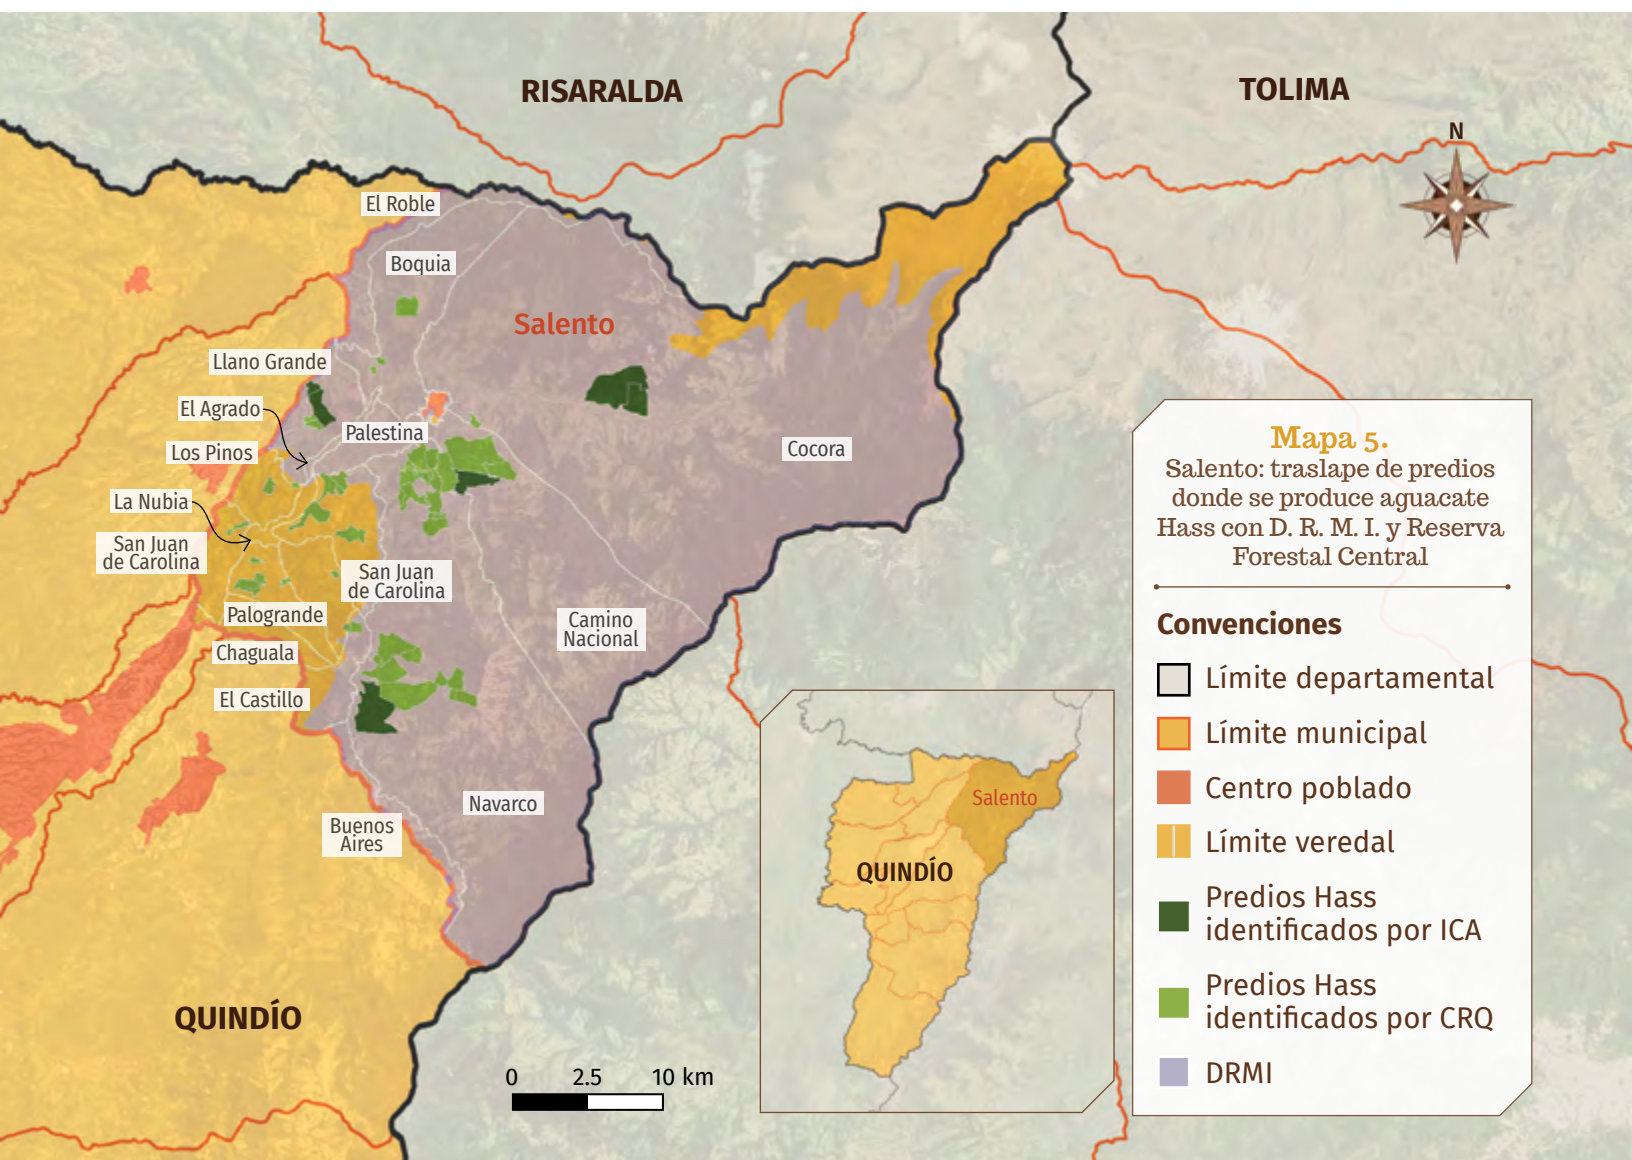 RISARALDA
TOLIMA
N
El Roble
Boquia
Salento
Llano Grande
El Agrado
Palestina
Los Pinos
Cocora
La Nubia
San Juan
de Carolina
San Juan
de Carolina
Palogrande
Camino
Nacional
Chaguala
El Castillo
Navarco
Buenos
Aires
QUINDÍO
0 2.5 10 km
Salento
QUINDÍO
Mapa 5.
Salento: traslape de predios
donde se produce aguacate
Hass con D. R. M. I. y Reserva
Forestal Central
Convenciones
Límite departamental
Límite municipal
Centro poblado
Límite veredal
Predios Hass
identificados por ICA
Predios Hass
identificados por CRQ
DRMI